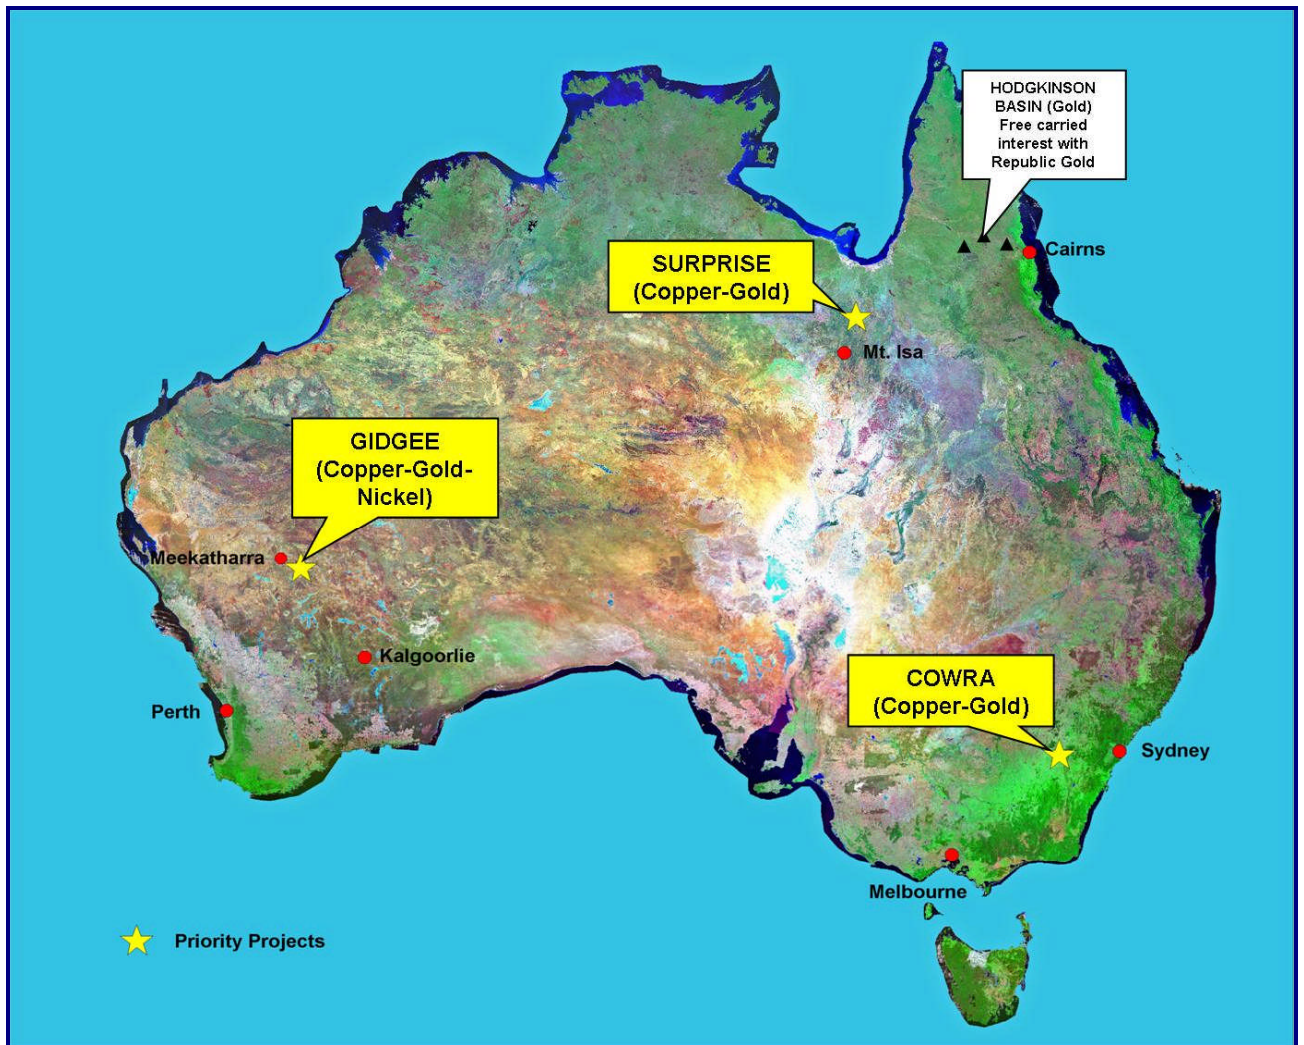 HODGKINSON
BASIN (Gold)
Free carried
interest with
Republic Gold
Cairns
SURPRISE
(Copper-Gold)
Mt. Isa
GIDGEE
(Copper-Gold-
Nickel)
Meekatharra
Kalgoorlie
Perth
COWRA
(Copper-Gold)
Sydney
Melbourne
Priority Projects